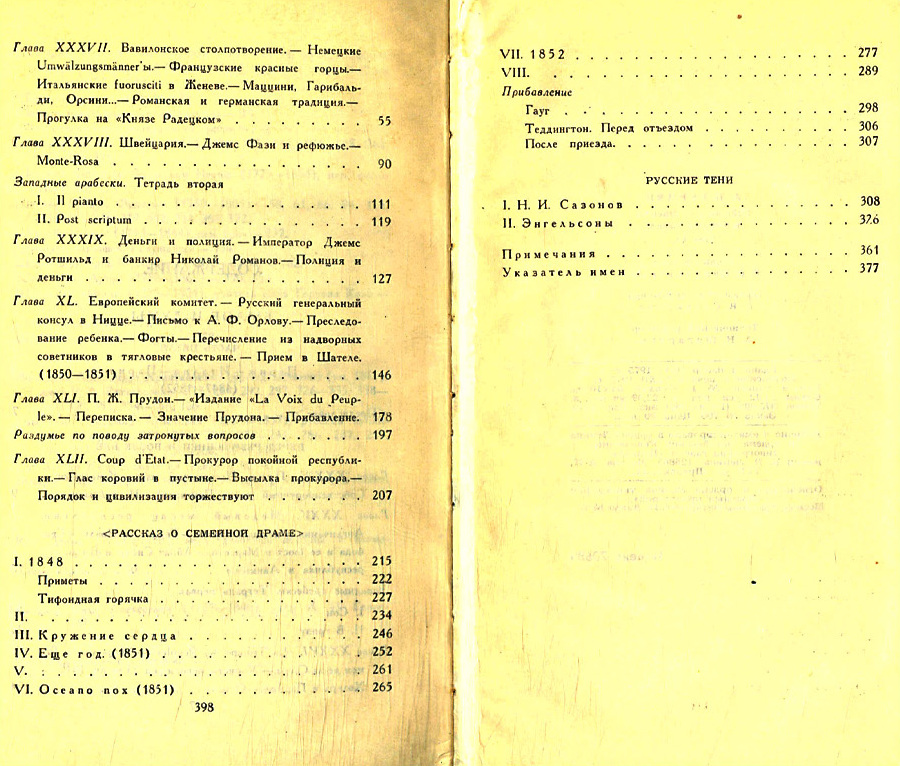 Глава XXXVII. Вавилонское столпотворение. — Немецкие
Umwälzungsmänner'ы.— Французские красные горцы.—
Итальянские fuorusciti в Женеве.— Маццини, Гарибаль-
ди, Орсини...— Романская и германская традиция.—
Прогулка на «Князе Радецком» . . . . . . . . . 55
Глава XXXVIII. Швейцария.— Джемс Фази и рефюжье.—
Monte-Rosa . . . . . . . . . . . . . . . . 90
Западные арабески. Тетрадь вторая
I. Il pianto . . . . . . . . . . . . . . . . 111
II. Post scriptum . . . . . . . . . . . . . . 119
Глава XXXIX. Деньги и полиция. — Император Джемс
Ротшильд и банкир Николай Романов.— Полиция и
деньги . . . . . . . . . . . . . . . . . . 127
Глава XL. Европейский комитет. — Русский генеральный
консул в Ницце.— Письмо к А. Ф. Орлову.— Преследо-
вание ребенка.— Фогты.— Перечисление из надворных
советников в тягловые крестьяне. — Прием в Шателе.
(1850—1851) . . . . . . . . . . . . . . . 146
Глава XLI. П. Ж. Прудон.— «Издание «La Voix du Peup-
le». — Переписка. — Значение Прудона. — Прибавление. 178
Раздумье по поводу затронутых вопросов . . . . . . . 197
Глава XLII. Coup d'Etat.— Прокурор покойной республи-
ки.— Глас коровий в пустыне.— Высылка прокурора.—
Порядок и цивилизация торжествуют . . . . . . . 207
<РАССКАЗ О СЕМЕЙНОЙ ДРАМЕ>
I. 1848 . . . . . . . . . . . . . . . . . . 215
Приметы . . . . . . . . . . . . . . . . . 222
Тифоидная горячка . . . . . . . . . . . . . 227
II. . . . . . . . . . . . . . . . . . . . . 234
III. Кружение сердца . . . . . . . . . . . . 246
IV. Еще год. (1851) . . . . . . . . . . . . . 252
V. . . . . . . . . . . . . . . . . . . . . . 261
VI. Oceano nox (1851) . . . . . . . . . . . . 265
398
VII. 1852 . . . . . . . . . . . . . . . . . 277
VIII. . . . . . . . . . . . . . . . . . . . 289
Прибавление
Гауг . . . . . . . . . . . . . . . . . . . 298
Теддингтон. Перед отъездом . . . . . . . . . 306
После приезда. . . . . . . . . . . . . . . 307
РУССКИЕ ТЕНИ
I. Н. И. Сазонов . . . . . . . . . . . . . . 308
II. Энгельсоны . . . . . . . . . . . . . . . 326
Примечания . . . . . . . . . . . . . . . . 361
Указатель имен . . . . . . . . . . . . . . 377